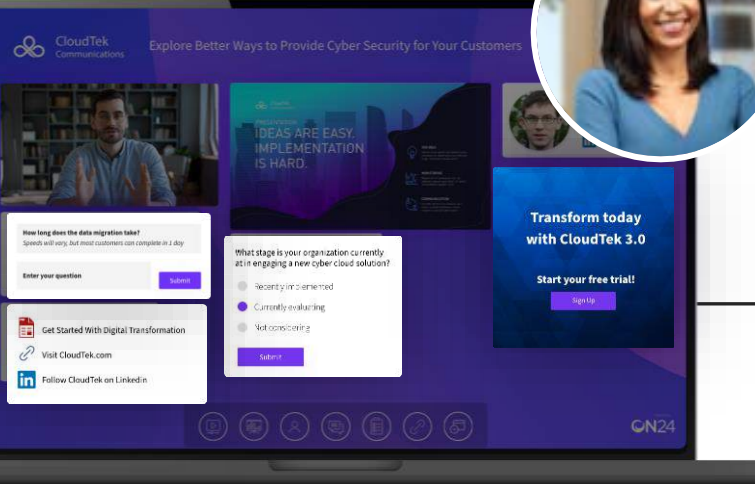 CloudTek
Communications
Explore Better Ways to Provide Cyber Security for Your Customers
CloudTek
IDEAS ARE EASY.
IMPLEMENTATION
IS HARD.
How long does the data migration take?
Speeds will vary, but most customers can complete in 1 day
Enter your question
Submit
Get Started With Digital Transformation
Visit CloudTek.com
Follow CloudTek on Linkedin
What stage is your organization currently
at in engaging a new cyber cloud solution?
Recently implemented
Currently evaluating
Not considering
Submit
Transform today
with CloudTek 3.0
Start your free trial!
Sign Up
ON24